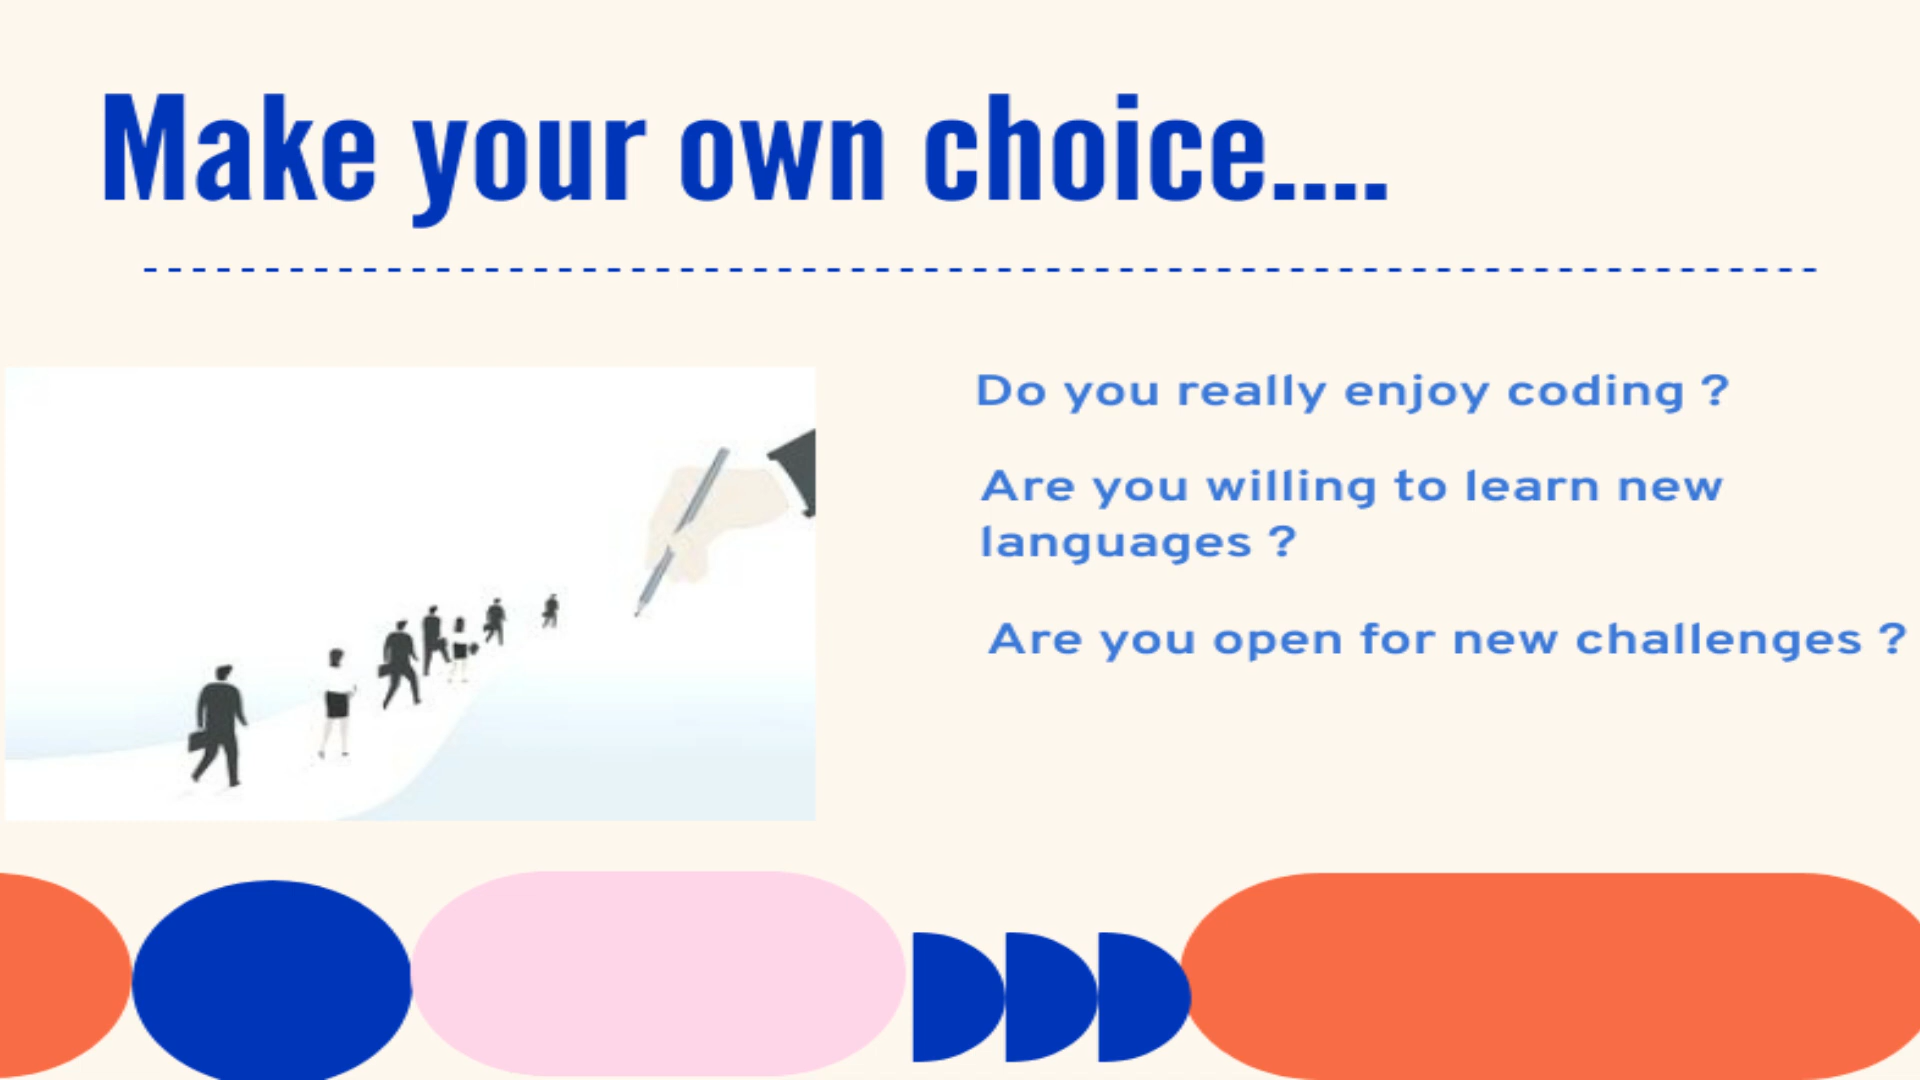 Make your own choice....
Do you really enjoy coding ?
Are you willing to learn new
languages ?
Are you open for new challenges ?